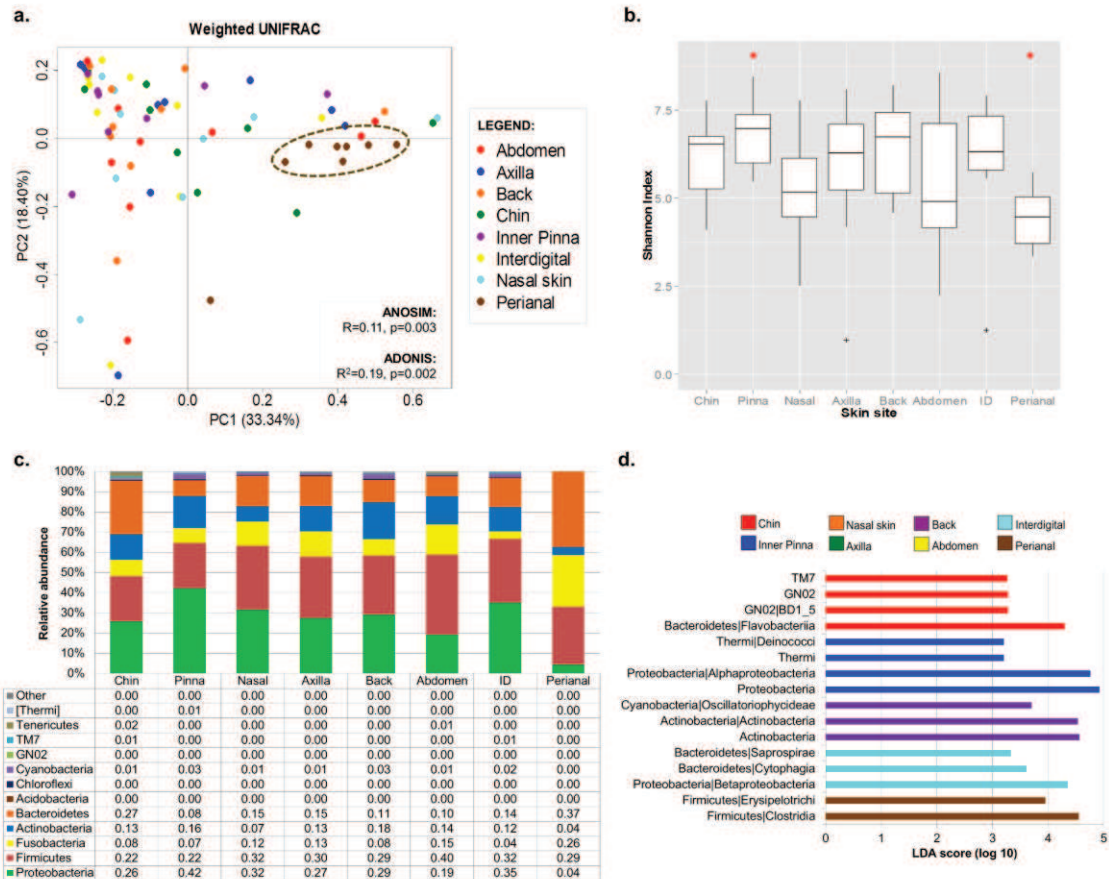 a.
Weighted UNIFRAC
0.2
0.0
-0.2
-0.4
-0.6
PC2 (18.40%)
-0.2
0.0
0.2
0.4
0.6
PC1 (33.34%)
ANOSIM:
R=0.11, p=0.003
ADONIS:
R²=0.19, p=0.002
LEGEND:
Abdomen
Axilla
Back
Chin
Inner Pinna
Interdigital
Nasal skin
Perianal
b.
7.5
5.0
2.5
0.0
Shannon Index
Chin Pinna Nasal Axilla Back Abdomen ID Perianal
Skin site
c.
100%
90%
80%
70%
60%
50%
40%
30%
20%
10%
0%
Relative abundance
Chin Pinna Nasal Axilla Back Abdomen ID Perianal
Other 0.00 0.00 0.00 0.00 0.00 0.00 0.00 0.00
[Thermi] 0.00 0.01 0.00 0.00 0.00 0.00 0.00 0.00
Tenericutes 0.02 0.00 0.00 0.00 0.00 0.01 0.00 0.00
TM7 0.01 0.00 0.00 0.00 0.00 0.00 0.01 0.00
GN02 0.00 0.00 0.00 0.00 0.00 0.00 0.00 0.00
Cyanobacteria 0.01 0.03 0.01 0.01 0.03 0.01 0.02 0.00
Chloroflexi 0.00 0.00 0.00 0.00 0.00 0.00 0.00 0.00
Acidobacteria 0.00 0.00 0.00 0.00 0.00 0.00 0.00 0.00
Bacteroidetes 0.27 0.08 0.15 0.15 0.11 0.10 0.14 0.37
Actinobacteria 0.13 0.16 0.07 0.13 0.18 0.14 0.12 0.04
Fusobacteria 0.08 0.07 0.12 0.13 0.08 0.15 0.04 0.26
Firmicutes 0.22 0.22 0.32 0.30 0.29 0.40 0.32 0.29
Proteobacteria 0.26 0.42 0.32 0.27 0.29 0.19 0.35 0.04
d.
Chin Nasal skin Back Interdigital
Inner Pinna Axilla Abdomen Perianal
TM7
GN02
GN02|BD1_5
Bacteroidetes|Flavobacteriia
Thermi|Deinococci
Thermi
Proteobacteria|Alphaproteobacteria
Proteobacteria
Cyanobacteria|Oscillatoriophycideae
Actinobacteria|Actinobacteria
Actinobacteria
Bacteroidetes|Saprospirae
Bacteroidetes|Cytophagia
Proteobacteria|Betaproteobacteria
Firmicutes|Erysipelotrichi
Firmicutes|Clostridia
0 1 2 3 4 5
LDA score (log 10)